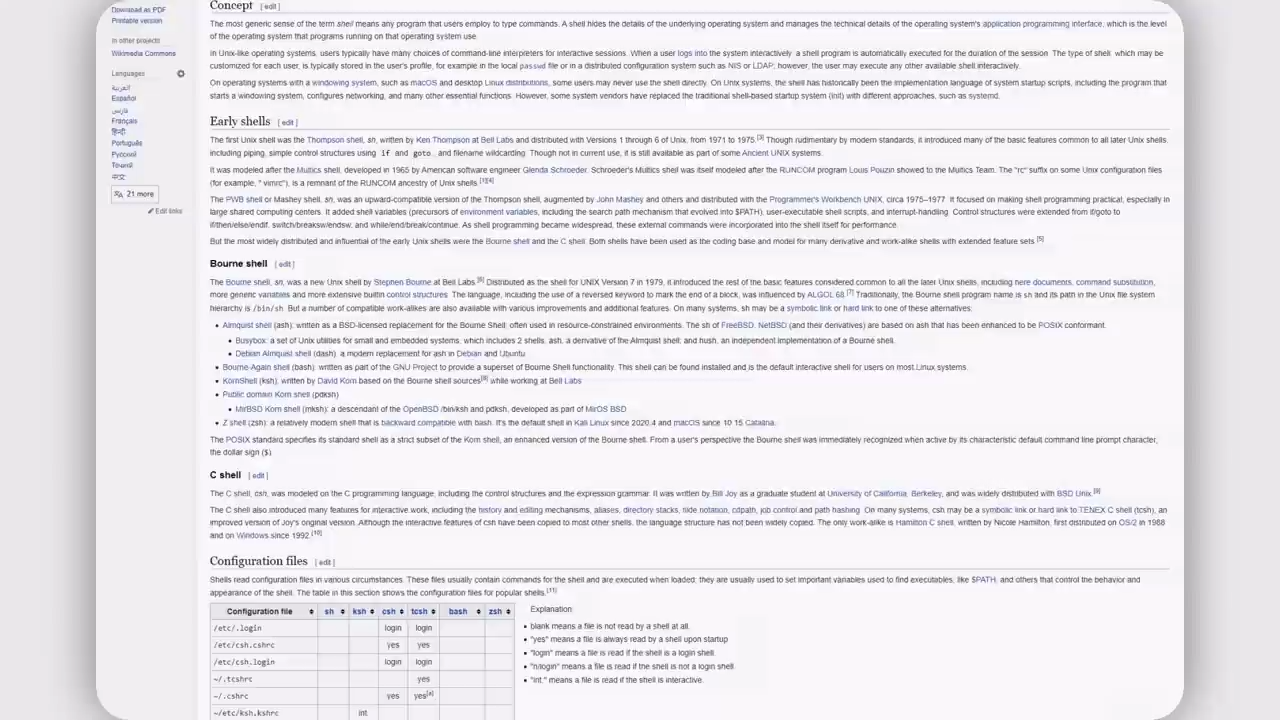 Download as PDF
Printable version
In other projects
Wikimedia Commons
Languages
العربية
Español
فارسی
Français
हिन्दी
Português
Русский
Türkçe
中文
21 more
Edit links
Concept [ edit ]
The most generic sense of the term shell means any program that users employ to type commands. A shell hides the details of the underlying operating system and manages the technical details of the operating system's application programming interface, which is the level
of the operating system that programs running on that operating system use.
In Unix-like operating systems, users typically have many choices of command-line interpreters for interactive sessions. When a user logs into the system interactively, a shell program is automatically executed for the duration of the session. The type of shell, which may be
customized for each user, is typically stored in the user's profile, for example in the local passwd file or in a distributed configuration system such as NIS or LDAP; however, the user may execute any other available shell interactively.
On operating systems with a windowing system, such as macOS and desktop Linux distributions, some users may never use the shell directly. On Unix systems, the shell has historically been the implementation language of system startup scripts, including the program that
starts a windowing system, configures networking, and many other essential functions. However, some system vendors have replaced the traditional shell-based startup system (init) with different approaches, such as systemd.
Early shells [ edit ]
The first Unix shell was the Thompson shell, sh, written by Ken Thompson at Bell Labs and distributed with Versions 1 through 6 of Unix, from 1971 to 1975.[3] Though rudimentary by modern standards, it introduced many of the basic features common to all later Unix shells,
including piping, simple control structures using if and goto, and filename wildcarding. Though not in current use, it is still available as part of some Ancient UNIX systems.
It was modeled after the Multics shell, developed in 1965 by American software engineer Glenda Schroeder. Schroeder's Multics shell was itself modeled after the RUNCOM program Louis Pouzin showed to the Multics Team. The "rc" suffix on some Unix configuration files
(for example, ".vimrc"), is a remnant of the RUNCOM ancestry of Unix shells.[1][4]
The PWB shell or Mashey shell, sh, was an upward-compatible version of the Thompson shell, augmented by John Mashey and others and distributed with the Programmer's Workbench UNIX, circa 1975–1977. It focused on making shell programming practical, especially in
large shared computing centers. It added shell variables (precursors of environment variables, including the search path mechanism that evolved into $PATH), user-executable shell scripts, and interrupt-handling. Control structures were extended from if/goto to
if/then/else/endif, switch/breaksw/endsw, and while/end/break/continue. As shell programming became widespread, these external commands were incorporated into the shell itself for performance.
But the most widely distributed and influential of the early Unix shells were the Bourne shell and the C shell. Both shells have been used as the coding base and model for many derivative and work-alike shells with extended feature sets.[5]
Bourne shell [ edit ]
The Bourne shell, sh, was a new Unix shell by Stephen Bourne at Bell Labs.[6] Distributed as the shell for UNIX Version 7 in 1979, it introduced the rest of the basic features considered common to all the later Unix shells, including here documents, command substitution,
more generic variables and more extensive builtin control structures. The language, including the use of a reversed keyword to mark the end of a block, was influenced by ALGOL 68.[7] Traditionally, the Bourne shell program name is sh and its path in the Unix file system
hierarchy is /bin/sh. But a number of compatible work-alikes are also available with various improvements and additional features. On many systems, sh may be a symbolic link or hard link to one of these alternatives:
• Almquist shell (ash): written as a BSD-licensed replacement for the Bourne Shell; often used in resource-constrained environments. The sh of FreeBSD, NetBSD (and their derivatives) are based on ash that has been enhanced to be POSIX conformant.
• Busybox: a set of Unix utilities for small and embedded systems, which includes 2 shells: ash, a derivative of the Almquist shell; and hush, an independent implementation of a Bourne shell.
• Debian Almquist shell (dash): a modern replacement for ash in Debian and Ubuntu
• Bourne-Again shell (bash): written as part of the GNU Project to provide a superset of Bourne Shell functionality. This shell can be found installed and is the default interactive shell for users on most Linux systems.
• KornShell (ksh): written by David Korn based on the Bourne shell sources[8] while working at Bell Labs
• Public domain Korn shell (pdksh)
• MirBSD Korn shell (mksh): a descendant of the OpenBSD /bin/ksh and pdksh, developed as part of MirOS BSD
• Z shell (zsh): a relatively modern shell that is backward compatible with bash. It's the default shell in Kali Linux since 2020.4 and macOS since 10.15 Catalina.
The POSIX standard specifies its standard shell as a strict subset of the Korn shell, an enhanced version of the Bourne shell. From a user's perspective the Bourne shell was immediately recognized when active by its characteristic default command line prompt character,
the dollar sign ($).
C shell [ edit ]
The C shell, csh, was modeled on the C programming language, including the control structures and the expression grammar. It was written by Bill Joy as a graduate student at University of California, Berkeley, and was widely distributed with BSD Unix.[9]
The C shell also introduced many features for interactive work, including the history and editing mechanisms, aliases, directory stacks, tilde notation, cdpath, job control and path hashing. On many systems, csh may be a symbolic link or hard link to TENEX C shell (tcsh), an
improved version of Joy's original version. Although the interactive features of csh have been copied to most other shells, the language structure has not been widely copied. The only work-alike is Hamilton C shell, written by Nicole Hamilton, first distributed on OS/2 in 1988
and on Windows since 1992.[10]
Configuration files [ edit ]
Shells read configuration files in various circumstances. These files usually contain commands for the shell and are executed when loaded; they are usually used to set important variables used to find executables, like $PATH, and others that control the behavior and
appearance of the shell. The table in this section shows the configuration files for popular shells.[11]
Configuration file sh ksh csh tcsh bash zsh
/etc/.login login login
/etc/csh.cshrc yes yes
/etc/csh.login login login
~/.tcshrc yes
~/.cshrc yes yes[a]
~/etc/ksh.kshrc int
Explanation
• blank means a file is not read by a shell at all.
• "yes" means a file is always read by a shell upon startup
• "login" means a file is read if the shell is a login shell.
• "n/login" means a file is read if the shell is not a login shell.
• "int." means a file is read if the shell is interactive.